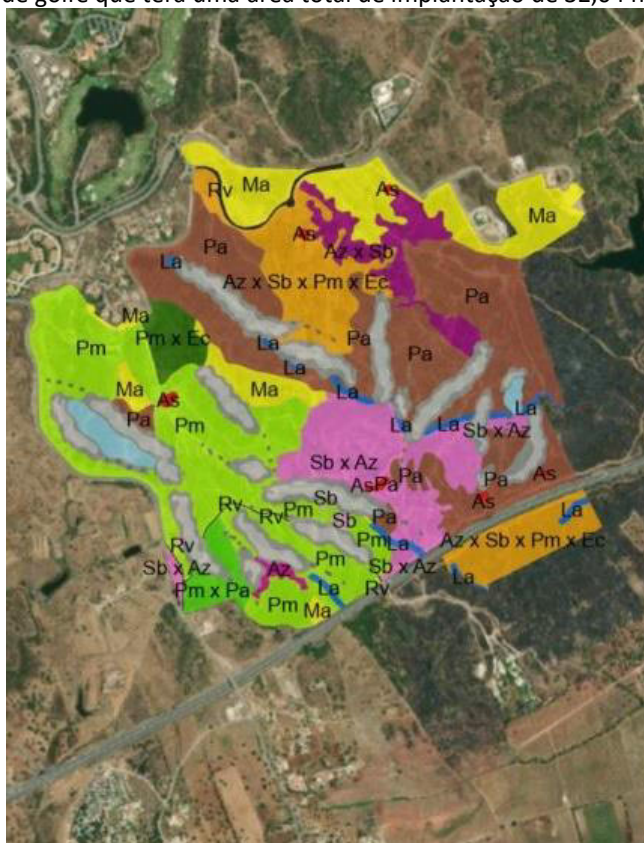 de golfe que terá uma área total de implantação de
Ma
Rv
As
Ma
As
Pa
Az x Sb
La
Az x Sb x Pm x Ec
Pa
Ma
Pm
Pm x Ec
La
Pa
Pa
La
Ma
Ma
La
As
Pa
Pm
La
La
La
Sb x Az
Sb x Az
Pa
Pa
As
AsPa
Sb
As
Rv
Rv
Pm
Sb
Pa
La
Rv
Pm
La
Az x Sb x Pm x Ec
Sb x Az
Az
Pm
Sb x Az
La
Pm x Pa
La
Rv
Pm
Ma